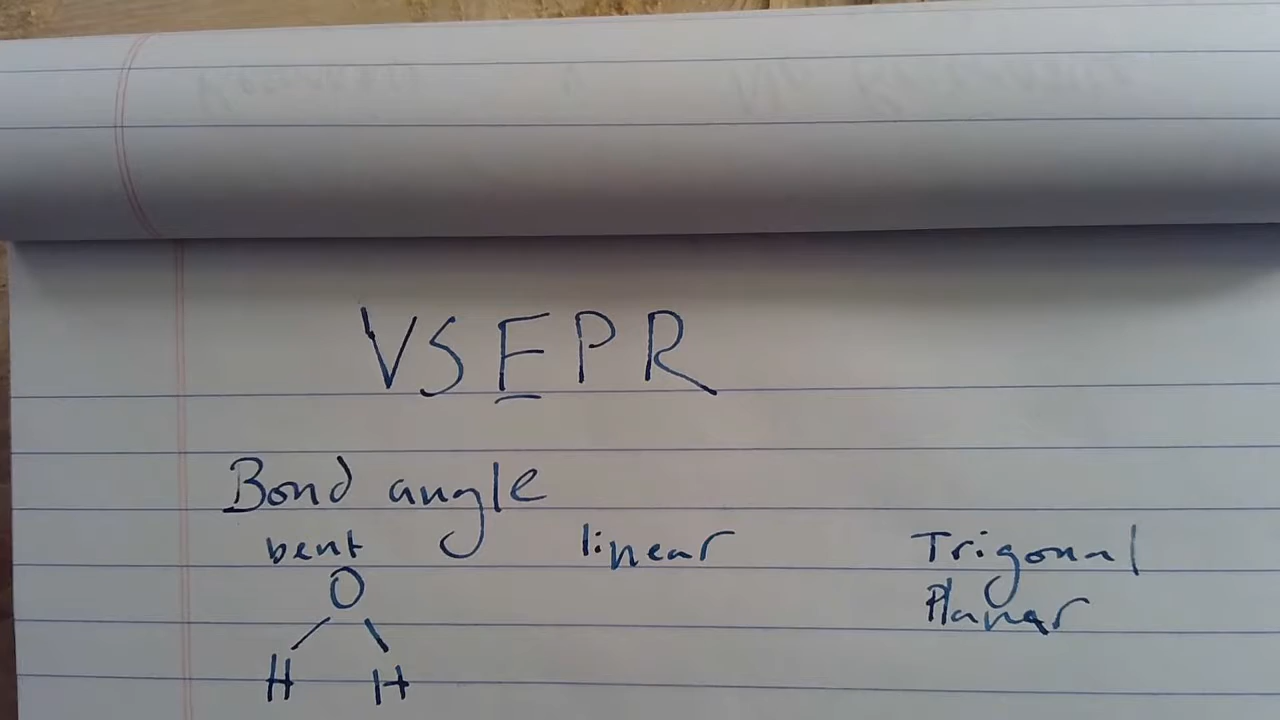 VSEPR
Bond angle
bent linear Trigonal
Planar
O
H H